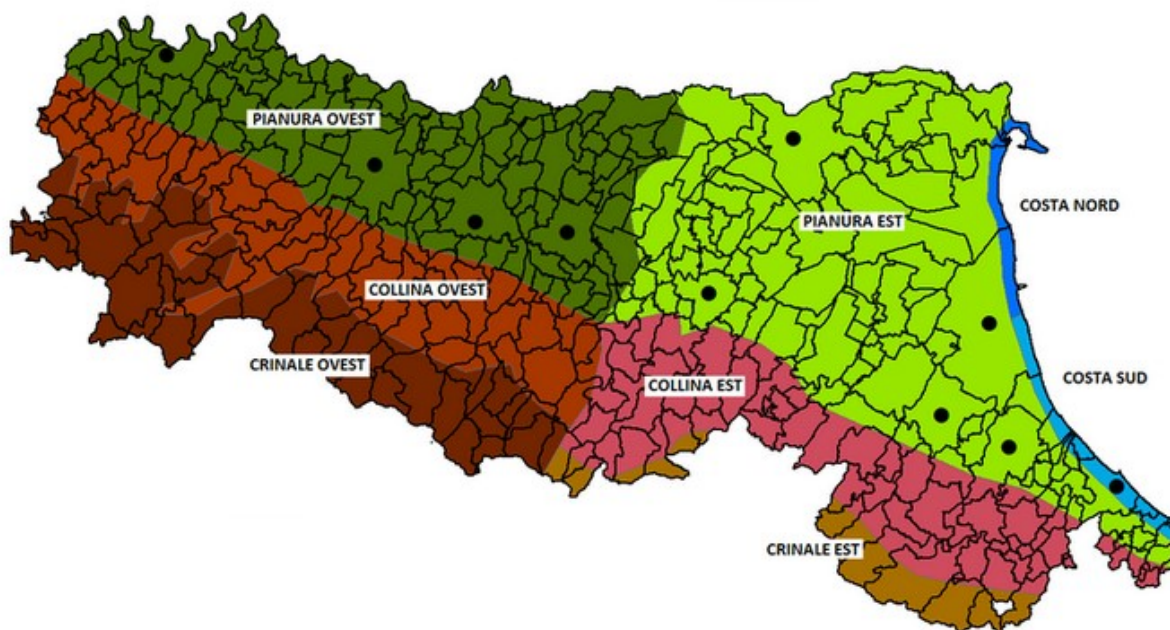 PIANURA OVEST
COSTA NORD
PIANURA EST
COLLINA OVEST
CRINALE OVEST
COSTA SUD
COLLINA EST
CRINALE EST